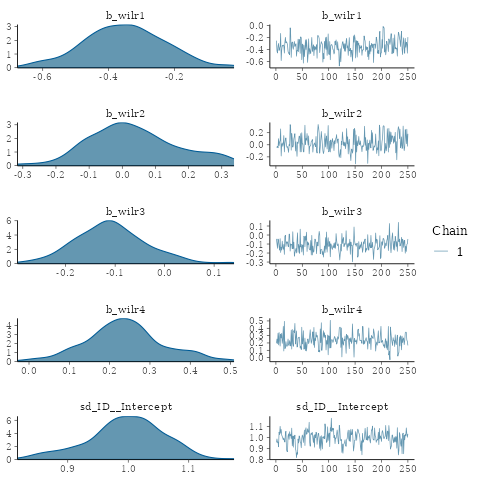 b_wilr1
b_wilr1
3
2
1
0
-0.6
-0.4
-0.2
0.0
-0.2
-0.4
-0.6
0 50 100 150 200 250
b_wilr2
b_wilr2
3
2
1
0
-0.3 -0.2 -0.1 0.0 0.1 0.2 0.3
0.2
0.0
-0.2
0 50 100 150 200 250
b_wilr3
b_wilr3
6
4
2
0
-0.2 -0.1 0.0 0.1
0.1
0.0
-0.1
-0.2
-0.3
0 50 100 150 200 250
Chain
1
b_wilr4
b_wilr4
4
3
2
1
0
0.0 0.1 0.2 0.3 0.4 0.5
0.5
0.4
0.3
0.2
0.1
0.0
0 50 100 150 200 250
sd_ID__Intercept
sd_ID__Intercept
6
4
2
0
0.9 1.0 1.1
1.1
1.0
0.9
0.8
0 50 100 150 200 250